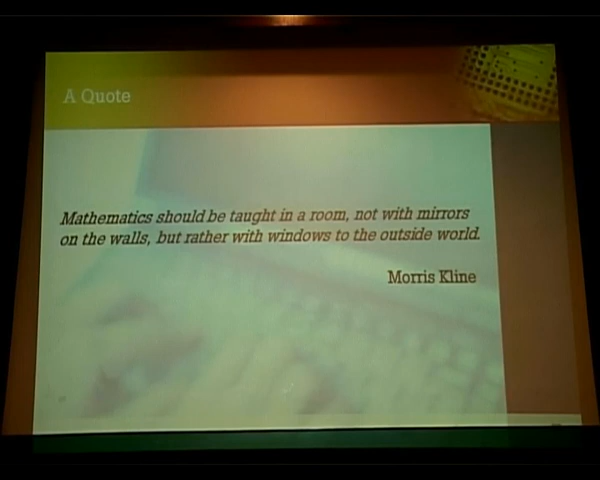 A Quote
Mathematics should be taught in a room, not with mirrors
on the walls, but rather with windows to the outside world.
Morris Kline